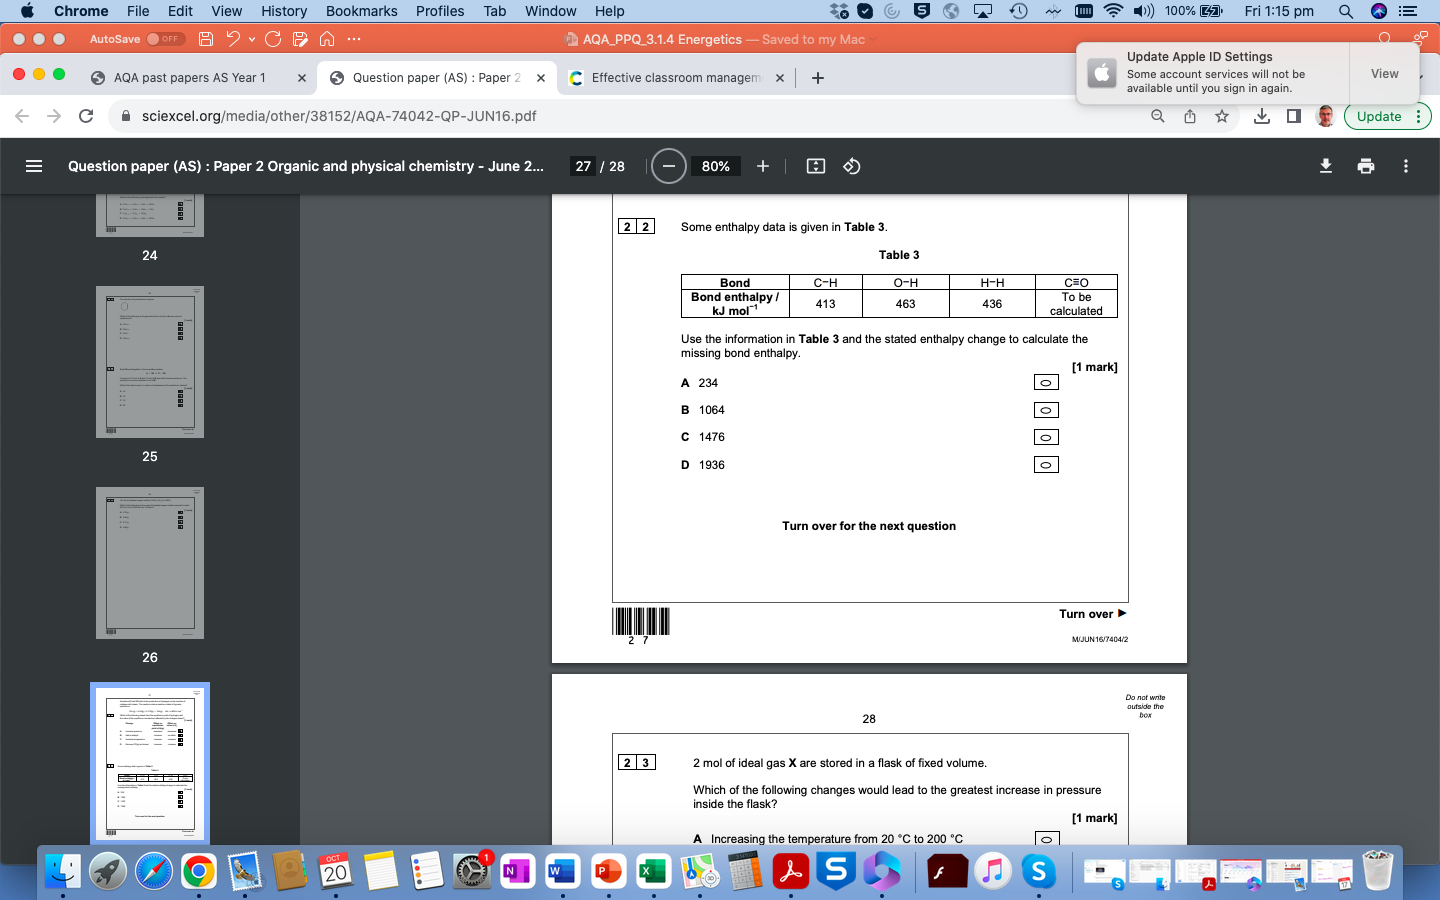 Chrome File Edit View History Bookmarks Profiles Tab Window Help 100% Fri 1:15 pm
AutoSave OFF AQA_PPQ_3.1.4 Energetics — Saved to my Mac
Update Apple ID Settings
Some account services will not be
available until you sign in again.
View
AQA past papers AS Year 1
Question paper (AS) : Paper 2
Effective classroom managem
sciexcel.org/media/other/38152/AQA-74042-QP-JUN16.pdf
Update
Question paper (AS) : Paper 2 Organic and physical chemistry - June 2...
27 / 28
80%
24
25
26
2 2 Some enthalpy data is given in Table 3.
Table 3
Bond C–H O–H H–H C≡O
Bond enthalpy / kJ mol⁻¹ 413 463 436 To be calculated
Use the information in Table 3 and the stated enthalpy change to calculate the
missing bond enthalpy.
[1 mark]
A 234
B 1064
C 1476
D 1936
Turn over for the next question
Turn over ►
2 7
M/JUN16/7404/2
Do not write
outside the
box
28
2 3 2 mol of ideal gas X are stored in a flask of fixed volume.
Which of the following changes would lead to the greatest increase in pressure
inside the flask?
[1 mark]
A Increasing the temperature from 20 °C to 200 °C
OCT
20
1
17